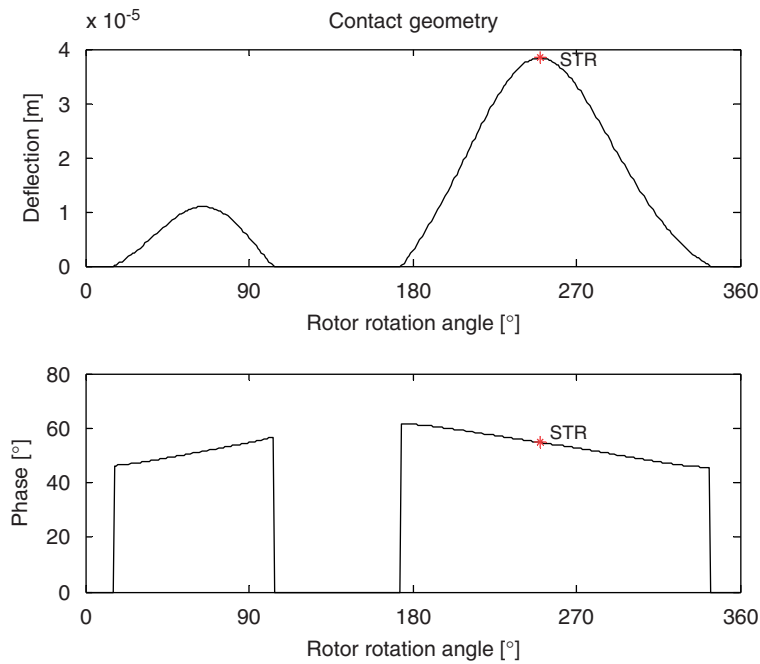 x 10-5
Contact geometry
4
STR
3
2
1
0
Deflection [m]
0 90 180 270 360
Rotor rotation angle [°]
80
60
STR
40
20
0
Phase [°]
0 90 180 270 360
Rotor rotation angle [°]